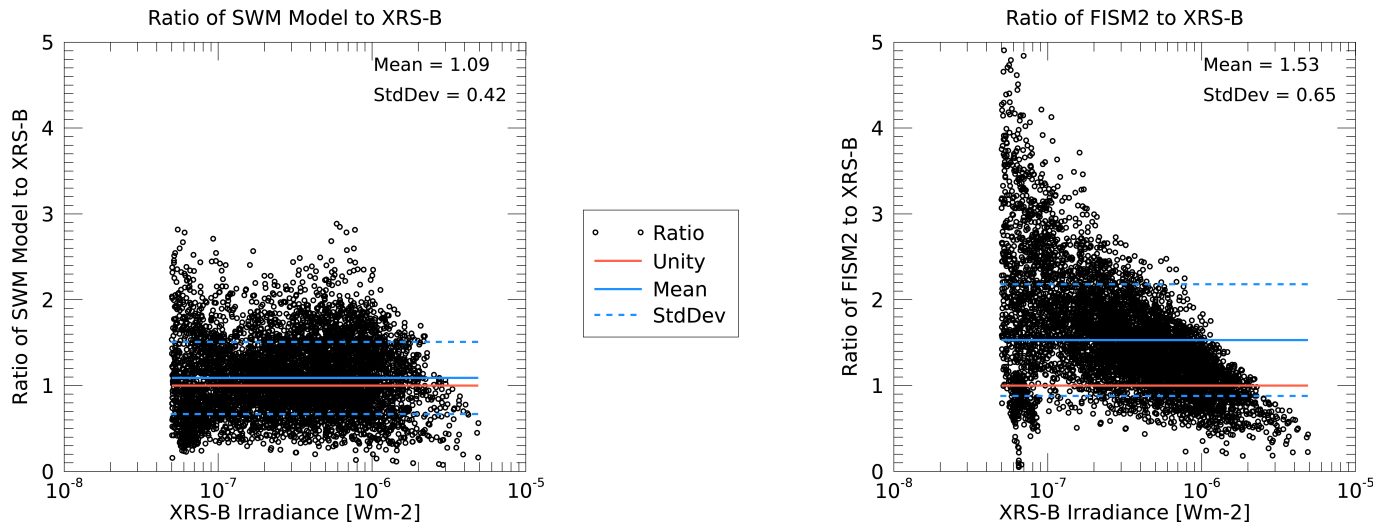 Ratio of SWM Model to XRS-B
Mean = 1.09
StdDev = 0.42
5
4
3
2
1
0
Ratio of SWM Model to XRS-B
10-8
10-7
10-6
10-5
XRS-B Irradiance [Wm-2]
Ratio
Unity
Mean
StdDev
Ratio of FISM2 to XRS-B
Mean = 1.53
StdDev = 0.65
5
4
3
2
1
0
Ratio of FISM2 to XRS-B
10-8
10-7
10-6
10-5
XRS-B Irradiance [Wm-2]